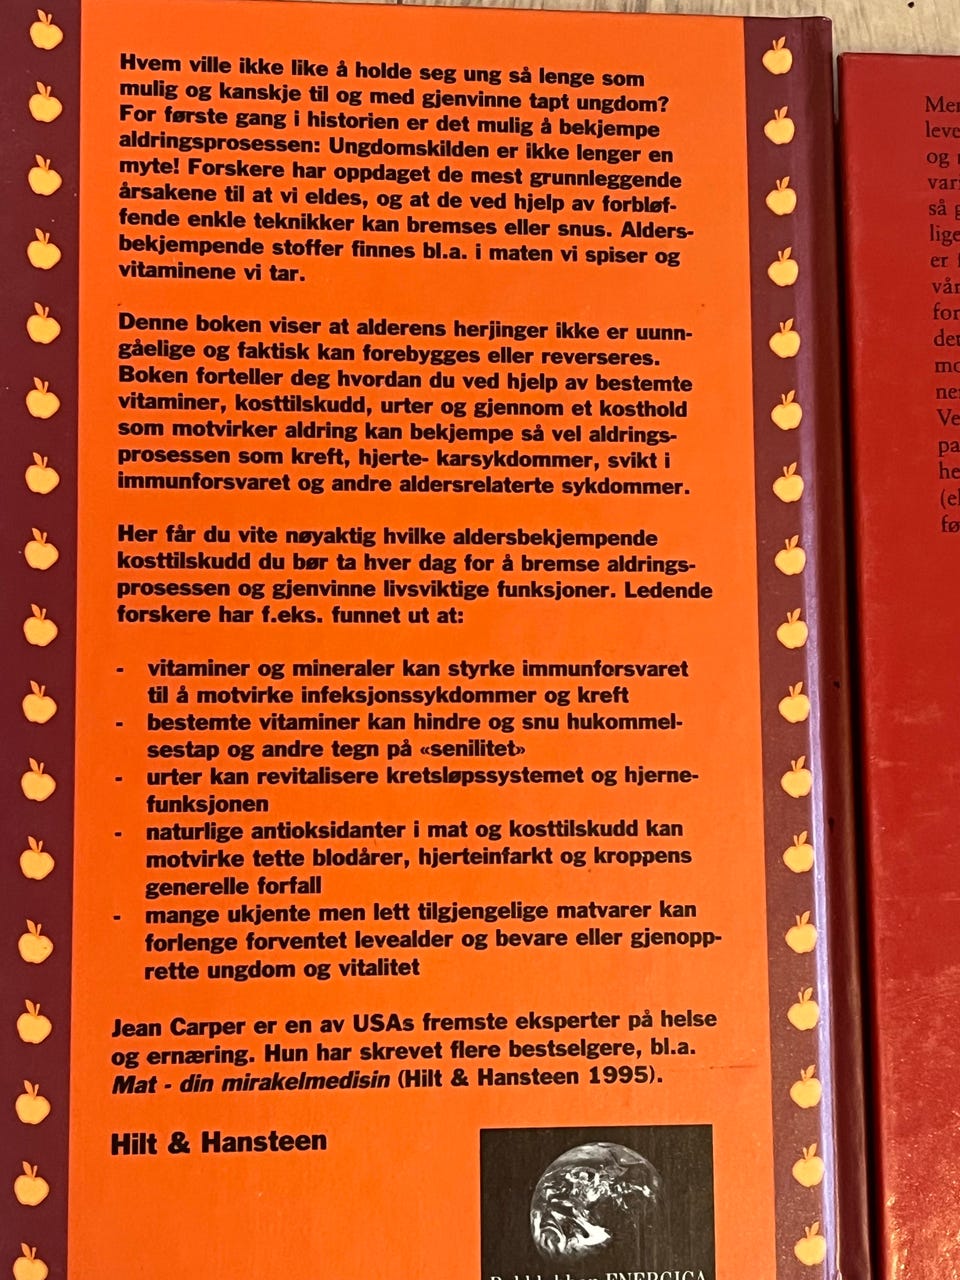 Hvem ville ikke like å holde seg ung så lenge som
mulig og kanskje til og med gjenvinne tapt ungdom?
For første gang i historien er det mulig å bekjempe
aldringsprosessen: Ungdomskilden er ikke lenger en
myte! Forskere har oppdaget de mest grunnleggende
årsakene til at vi eldes, og at de ved hjelp av forbløf-
fende enkle teknikker kan bremses eller snus. Alders-
bekjempende stoffer finnes bl.a. i maten vi spiser og
vitaminene vi tar.
Denne boken viser at alderens herjinger ikke er uunn-
gåelige og faktisk kan forebygges eller reverseres.
Boken forteller deg hvordan du ved hjelp av bestemte
vitaminer, kosttilskudd, urter og gjennom et kosthold
som motvirker aldring kan bekjempe så vel aldrings-
prosessen som kreft, hjerte- karsykdommer, svikt i
immunforsvaret og andre aldersrelaterte sykdommer.
Her får du vite nøyaktig hvilke aldersbekjempende
kosttilskudd du bør ta hver dag for å bremse aldrings-
prosessen og gjenvinne livsviktige funksjoner. Ledende
forskere har f.eks. funnet ut at:
- vitaminer og mineraler kan styrke immunforsvaret
til å motvirke infeksjonssykdommer og kreft
- bestemte vitaminer kan hindre og snu hukommel-
sestap og andre tegn på «senilitet»
- urter kan revitalisere kretsløpssystemet og hjerne-
funksjonen
- naturlige antioksidanter i mat og kosttilskudd kan
motvirke tette blodårer, hjerteinfarkt og kroppens
generelle forfall
- mange ukjente men lett tilgjengelige matvarer kan
forlenge forventet levealder og bevare eller gjenopp-
rette ungdom og vitalitet
Jean Carper er en av USAs fremste eksperter på helse
og ernæring. Hun har skrevet flere bestselgere, bl.a.
Mat - din mirakelmedisin (Hilt & Hansteen 1995).
Hilt & Hansteen
ENERGICA
og
så
er